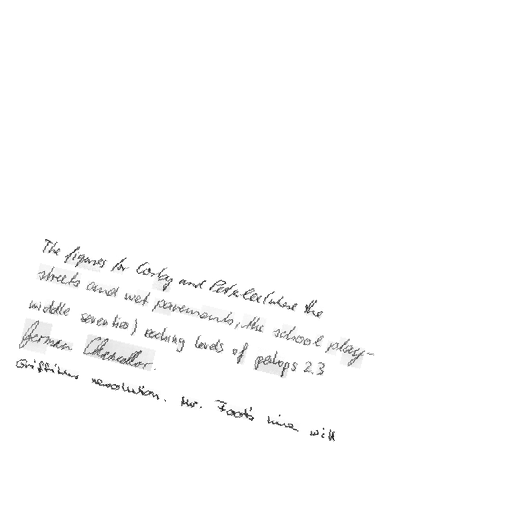 The figures for Corby and Peterlee (where the
streets and wet pavements, the school play-
middle seventies) reaching levels of perhaps 2.3
German Chancellor.
Griffiths resolution. Mr. Foot's line will